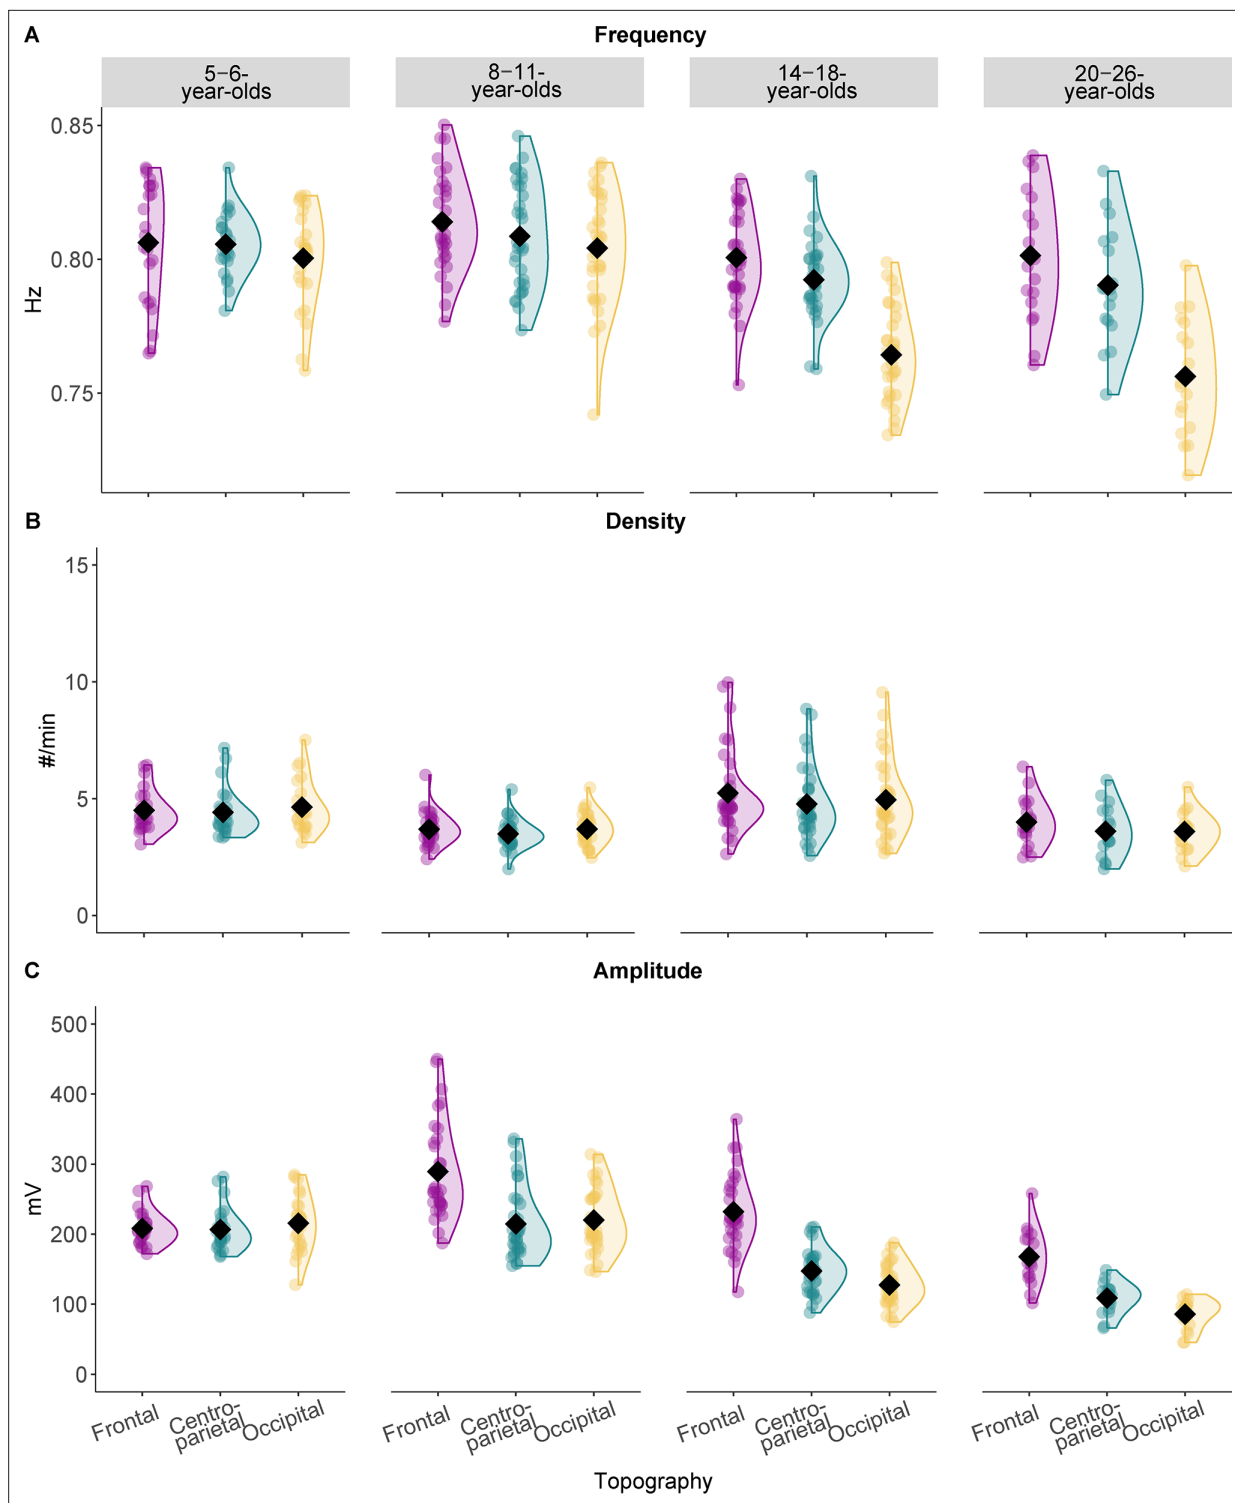 A
Frequency
5–6-
year-olds
8–11-
year-olds
14–18-
year-olds
20–26-
year-olds
0.85
0.80
0.75
Hz
B
Density
15
10
5
0
#/min
C
Amplitude
500
400
300
200
100
0
mV
Frontal
Centro-
parietal
Occipital
Frontal
Centro-
parietal
Occipital
Frontal
Centro-
parietal
Occipital
Frontal
Centro-
parietal
Occipital
Topography